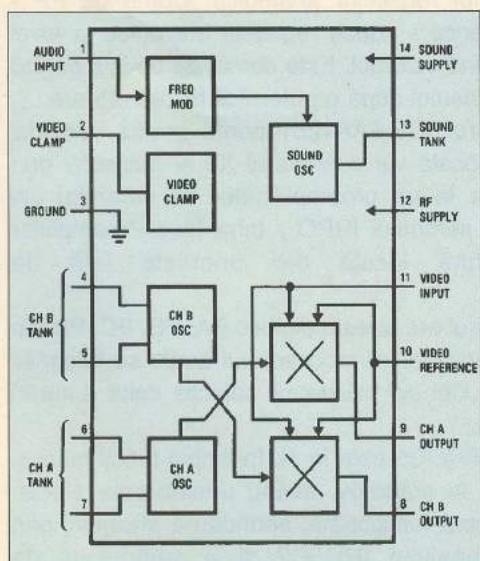 AUDIO
INPUT
1
VIDEO
CLAMP
2
GROUND
3
CH B
TANK
4
5
CH A
TANK
6
7
FREQ
MOD
VIDEO
CLAMP
CH B
OSC
CH A
OSC
SOUND
OSC
14
SOUND
SUPPLY
13
SOUND
TANK
12
RF
SUPPLY
11
VIDEO
INPUT
10
VIDEO
REFERENCE
9
CH A
OUTPUT
8
CH B
OUTPUT